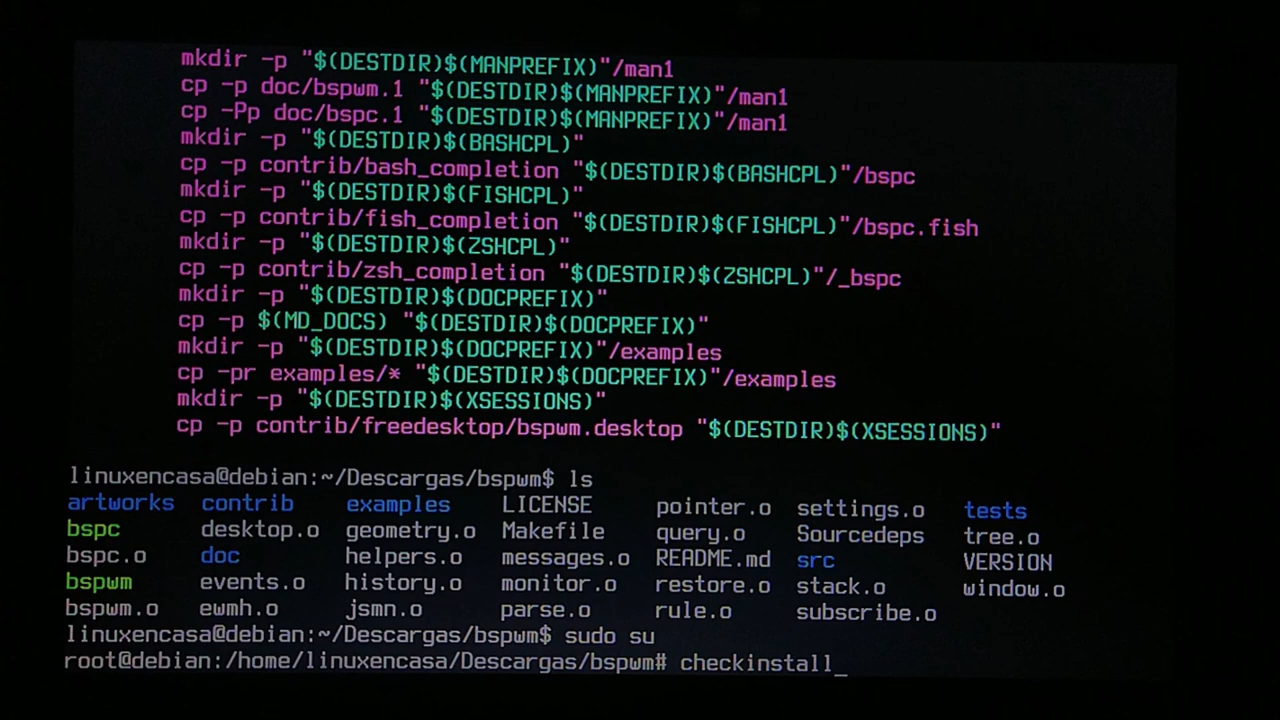 mkdir -p "$(DESTDIR)$(MANPREFIX)"/man1
cp -p doc/bspwm.1 "$(DESTDIR)$(MANPREFIX)"/man1
cp -Pp doc/bspc.1 "$(DESTDIR)$(MANPREFIX)"/man1
mkdir -p "$(DESTDIR)$(BASHCPL)"
cp -p contrib/bash_completion "$(DESTDIR)$(BASHCPL)"/bspc
mkdir -p "$(DESTDIR)$(FISHCPL)"
cp -p contrib/fish_completion "$(DESTDIR)$(FISHCPL)"/bspc.fish
mkdir -p "$(DESTDIR)$(ZSHCPL)"
cp -p contrib/zsh_completion "$(DESTDIR)$(ZSHCPL)"/_bspc
mkdir -p "$(DESTDIR)$(DOCPREFIX)"
cp -p $(MD_DOCS) "$(DESTDIR)$(DOCPREFIX)"
mkdir -p "$(DESTDIR)$(DOCPREFIX)"/examples
cp -pr examples/* "$(DESTDIR)$(DOCPREFIX)"/examples
mkdir -p "$(DESTDIR)$(XSESSIONS)"
cp -p contrib/freedesktop/bspwm.desktop "$(DESTDIR)$(XSESSIONS)"
linuxencasa@debian:~/Descargas/bspwm$ ls
artworks contrib examples LICENSE pointer.o settings.o tests
bspc desktop.o geometry.o Makefile query.o Sourcedeps tree.o
bspc.o doc helpers.o messages.o README.md src VERSION
bspwm events.o history.o monitor.o restore.o stack.o window.o
bspwm.o ewmh.o jsmn.o parse.o rule.o subscribe.o
linuxencasa@debian:~/Descargas/bspwm$ sudo su
root@debian:/home/linuxencasa/Descargas/bspwm# checkinstall_